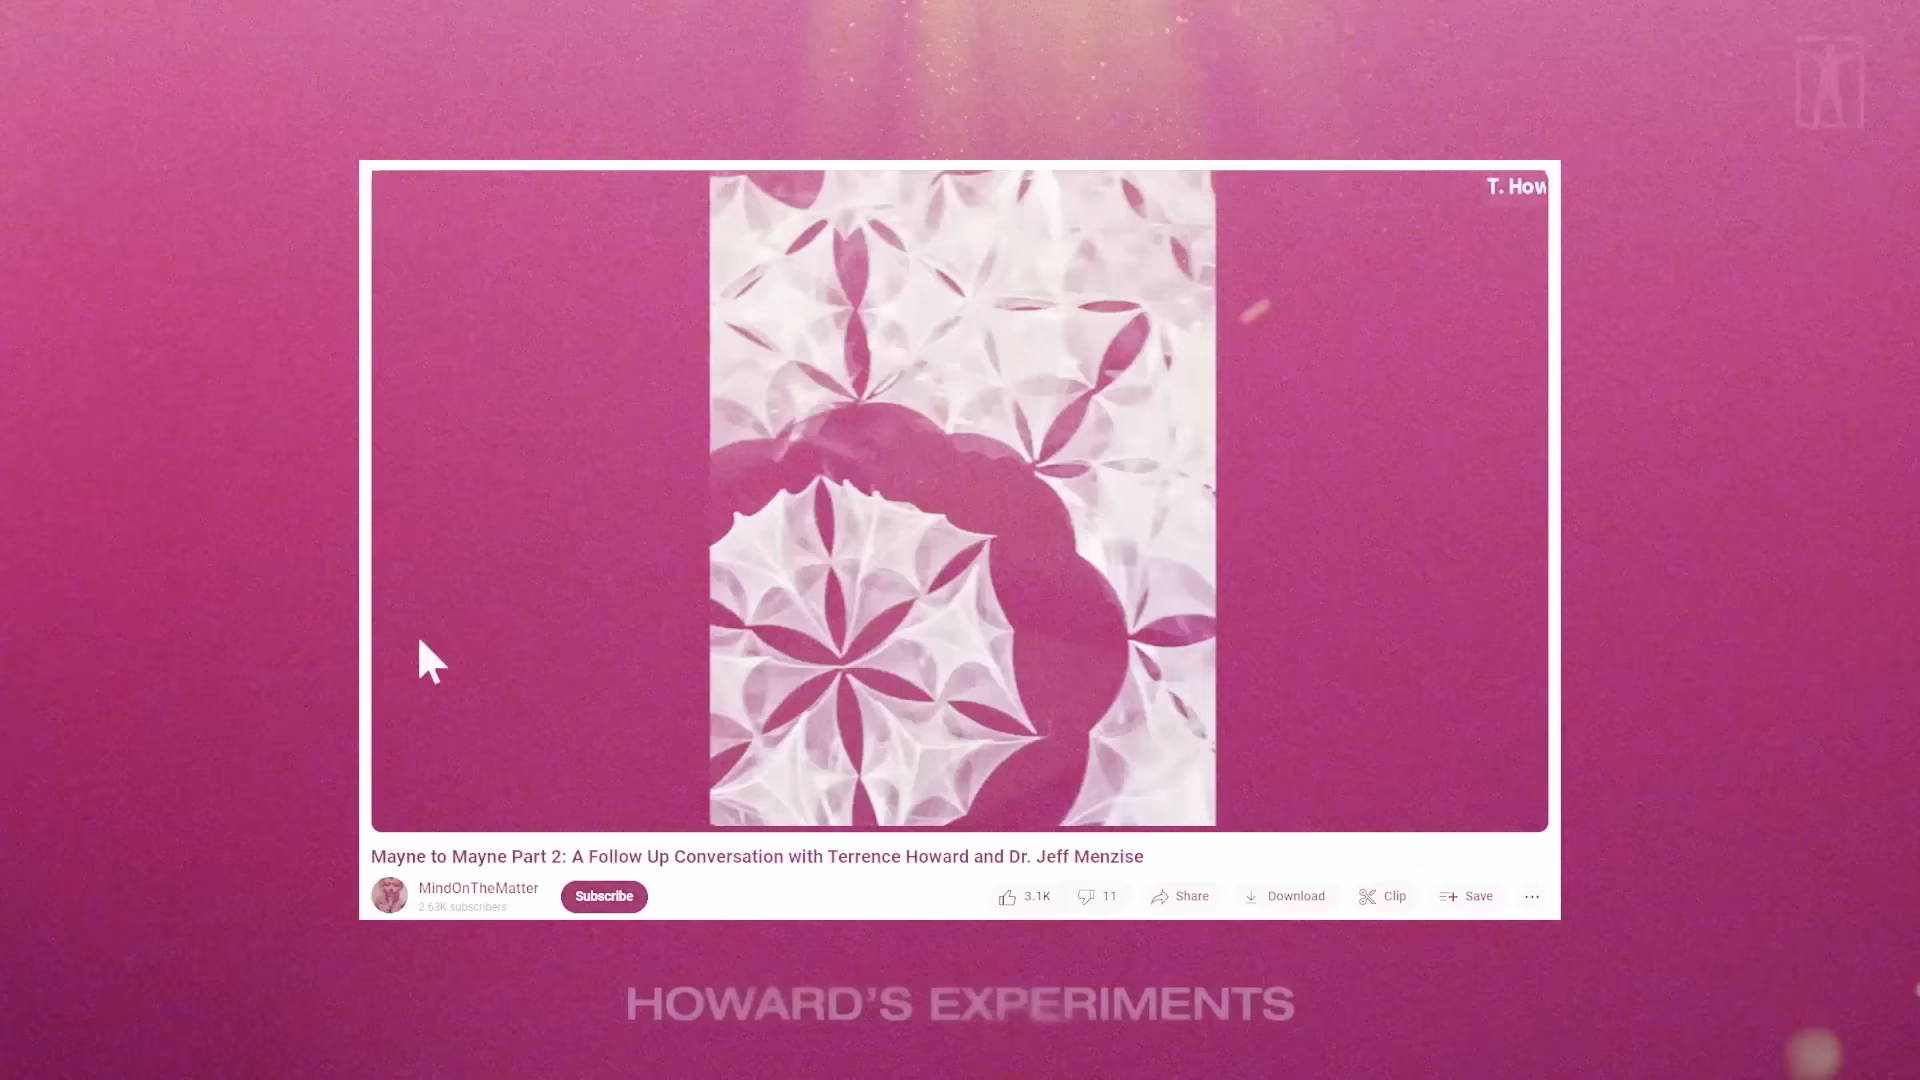 T. How
Mayne to Mayne Part 2: A Follow Up Conversation with Terrence Howard and Dr. Jeff Menzise
MindOnTheMatter
2.63K subscribers
Subscribe
3.1K
11
Share
Download
Clip
Save
HOWARD'S EXPERIMENTS